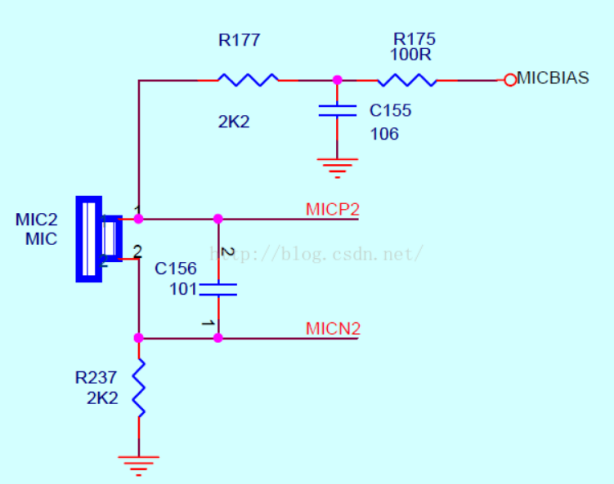 R177
R175
100R
MICBIAS
2K2
C155
106
1
MICP2
MIC2
MIC
2
2
http://blog.csdn.net/
C156
101
1
MICN2
R237
2K2